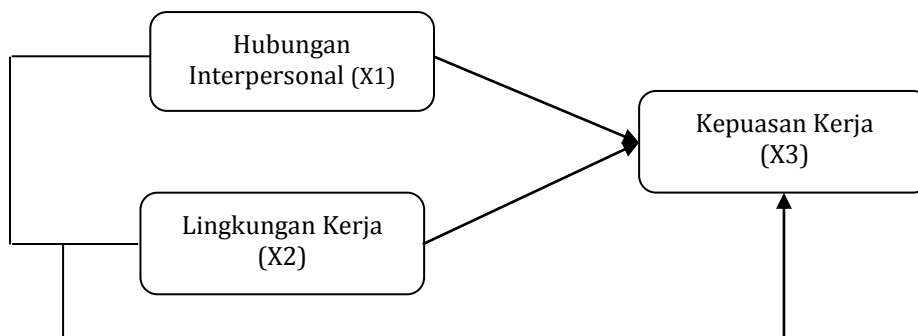 Hubungan
Interpersonal (X1)
Kepuasan Kerja
(X3)
Lingkungan Kerja
(X2)